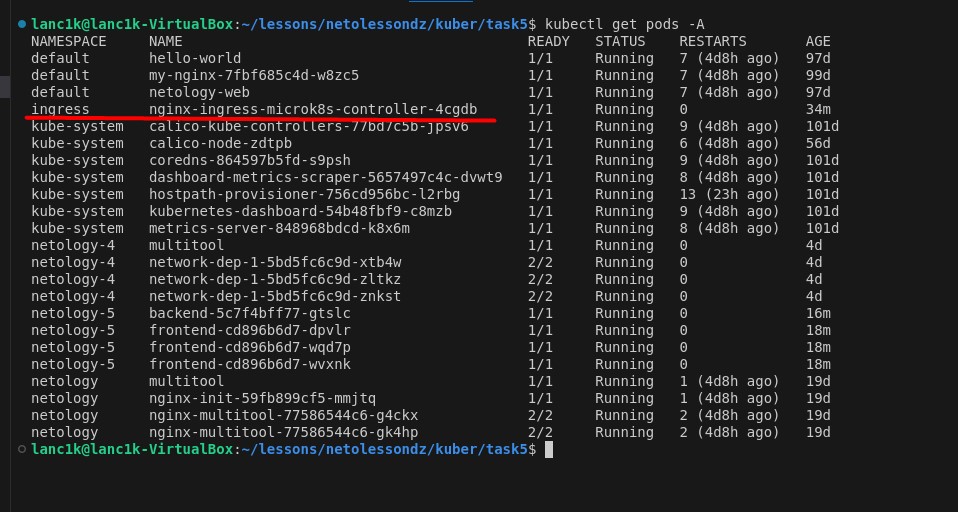 lanc1k@lanc1k-VirtualBox:~/lessons/netolessondz/kuber/task5$ kubectl get pods -A
NAMESPACE NAME READY STATUS RESTARTS AGE
default hello-world 1/1 Running 7 (4d8h ago) 97d
default my-nginx-7fbf685c4d-w8zc5 1/1 Running 7 (4d8h ago) 99d
default netology-web 1/1 Running 7 (4d8h ago) 97d
ingress nginx-ingress-microk8s-controller-4cgdb 1/1 Running 0 34m
kube-system calico-kube-controllers-77bd7c5b-jpsv6 1/1 Running 9 (4d8h ago) 101d
kube-system calico-node-zdtpb 1/1 Running 6 (4d8h ago) 56d
kube-system coredns-864597b5fd-s9psh 1/1 Running 9 (4d8h ago) 101d
kube-system dashboard-metrics-scraper-5657497c4c-dvwt9 1/1 Running 8 (4d8h ago) 101d
kube-system hostpath-provisioner-756cd956bc-l2rbg 1/1 Running 13 (23h ago) 101d
kube-system kubernetes-dashboard-54b48fbf9-c8mzb 1/1 Running 9 (4d8h ago) 101d
kube-system metrics-server-848968bdcd-k8x6m 1/1 Running 8 (4d8h ago) 101d
netology-4 multitool 1/1 Running 0 4d
netology-4 network-dep-1-5bd5fc6c9d-xtb4w 2/2 Running 0 4d
netology-4 network-dep-1-5bd5fc6c9d-zltkz 2/2 Running 0 4d
netology-4 network-dep-1-5bd5fc6c9d-znkst 2/2 Running 0 4d
netology-5 backend-5c7f4bff77-gtslc 1/1 Running 0 16m
netology-5 frontend-cd896b6d7-dpvlr 1/1 Running 0 18m
netology-5 frontend-cd896b6d7-wqd7p 1/1 Running 0 18m
netology-5 frontend-cd896b6d7-wvxnk 1/1 Running 0 18m
netology multitool 1/1 Running 1 (4d8h ago) 19d
netology nginx-init-59fb899cf5-mmjtq 1/1 Running 1 (4d8h ago) 19d
netology nginx-multitool-77586544c6-g4ckx 2/2 Running 2 (4d8h ago) 19d
netology nginx-multitool-77586544c6-gk4hp 2/2 Running 2 (4d8h ago) 19d
lanc1k@lanc1k-VirtualBox:~/lessons/netolessondz/kuber/task5$